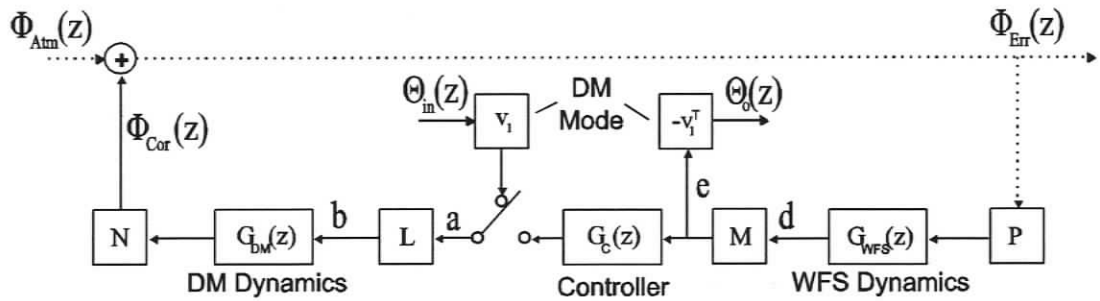 Φ_Atm(z)
Φ_Err(z)
+
Θ_in(z)
v_1
DM
Mode
-v_1^T
Θ_o(z)
Φ_Cor(z)
e
N
G_DM(z)
b
L
a
G_C(z)
M
d
G_WFS(z)
P
DM Dynamics
Controller
WFS Dynamics